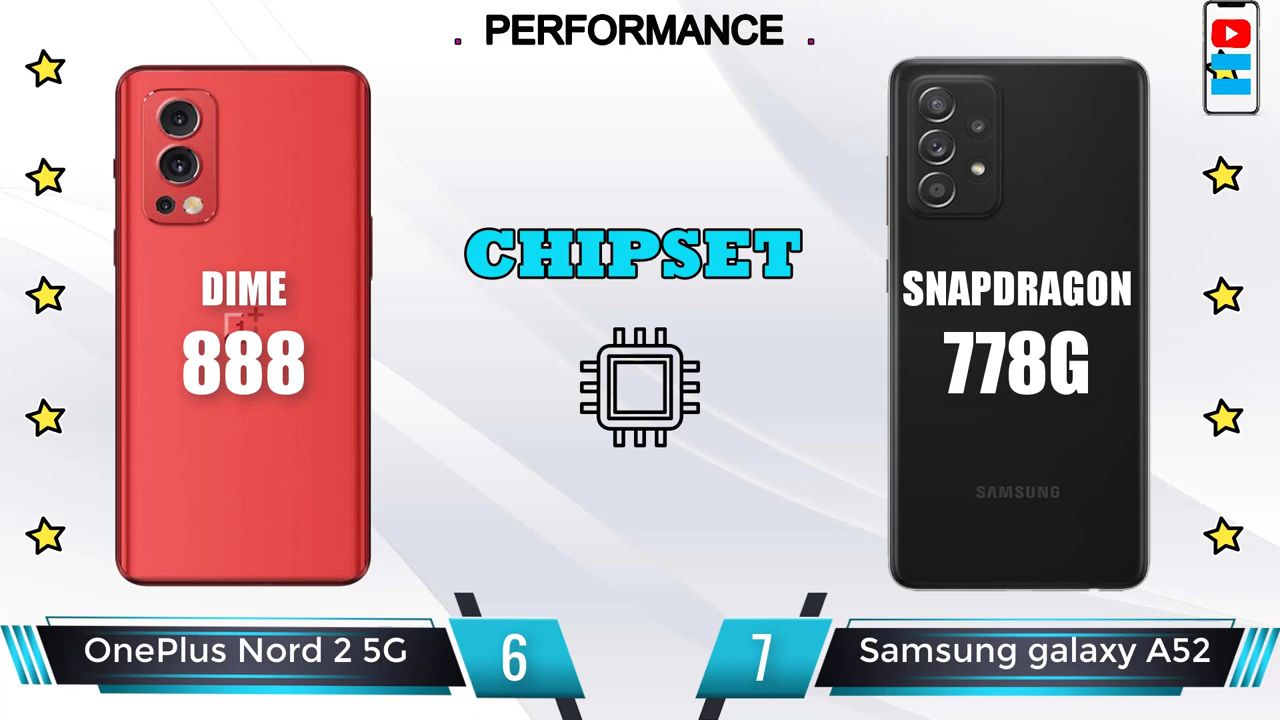 . PERFORMANCE .
CHIPSET
DIME
888
SNAPDRAGON
778G
SAMSUNG
OnePlus Nord 2 5G
6
7
Samsung galaxy A52